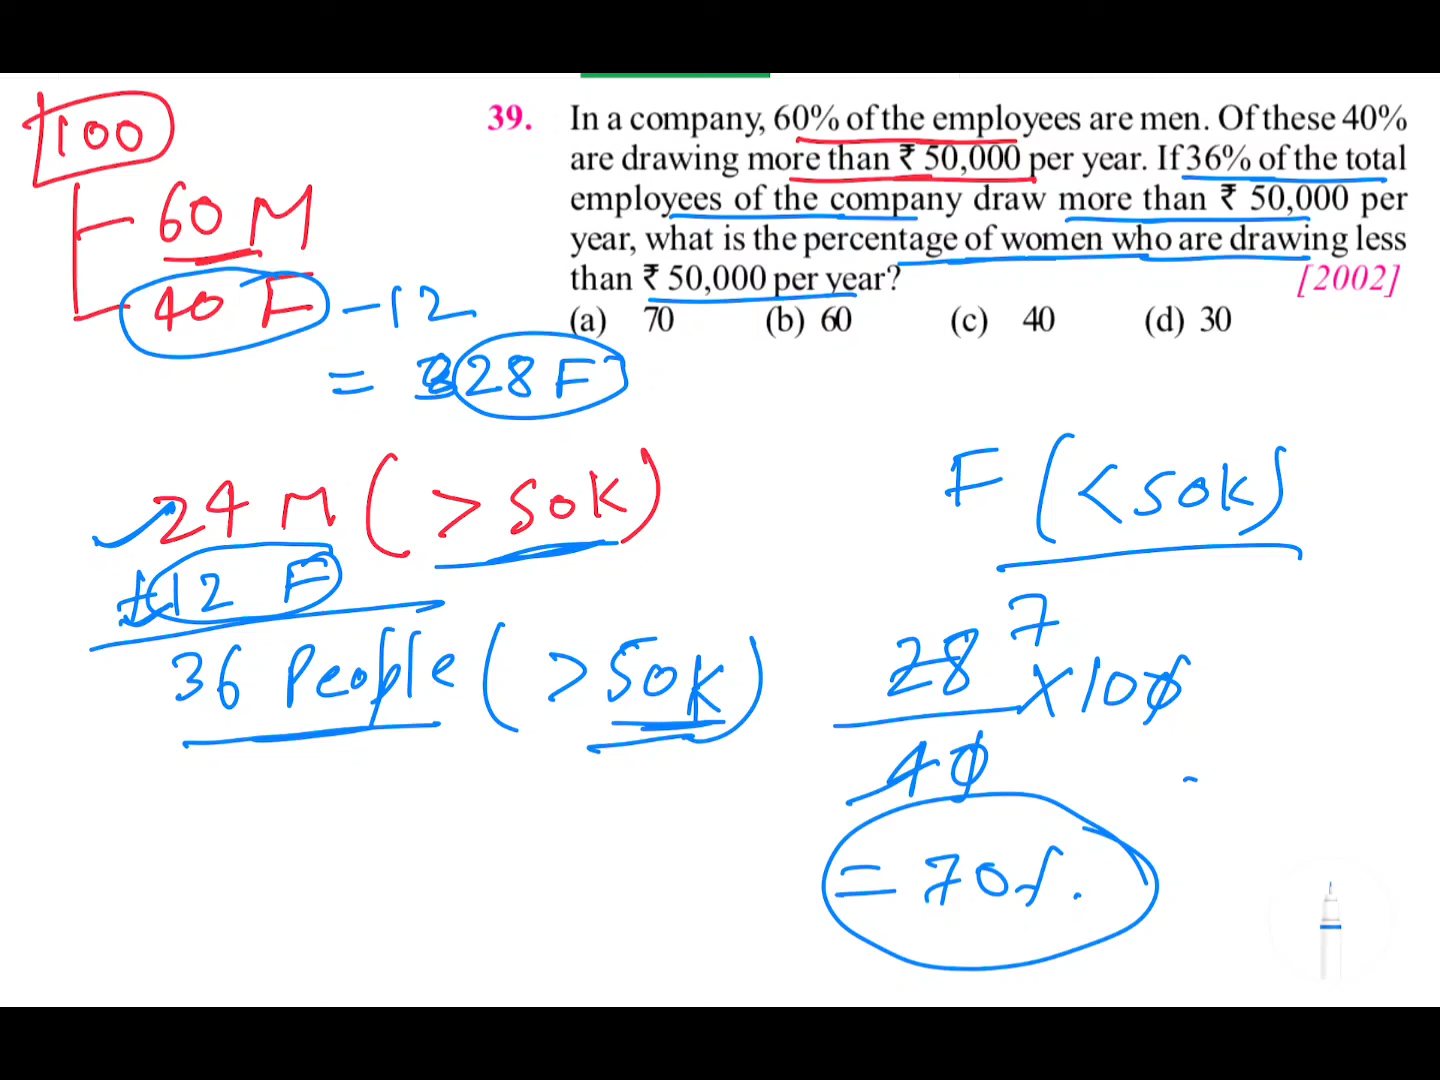 39. In a company, 60% of the employees are men. Of these 40%
are drawing more than ₹ 50,000 per year. If 36% of the total
employees of the company draw more than ₹ 50,000 per
year, what is the percentage of women who are drawing less
than ₹ 50,000 per year? [2002]
(a) 70 (b) 60 (c) 40 (d) 30
100
60 M
40 F - 12
= 28 F
24 M ( > 50K )
+12 F
36 People ( > 50K )
F ( < 50K )
7
28 × 100
40
= 70%.